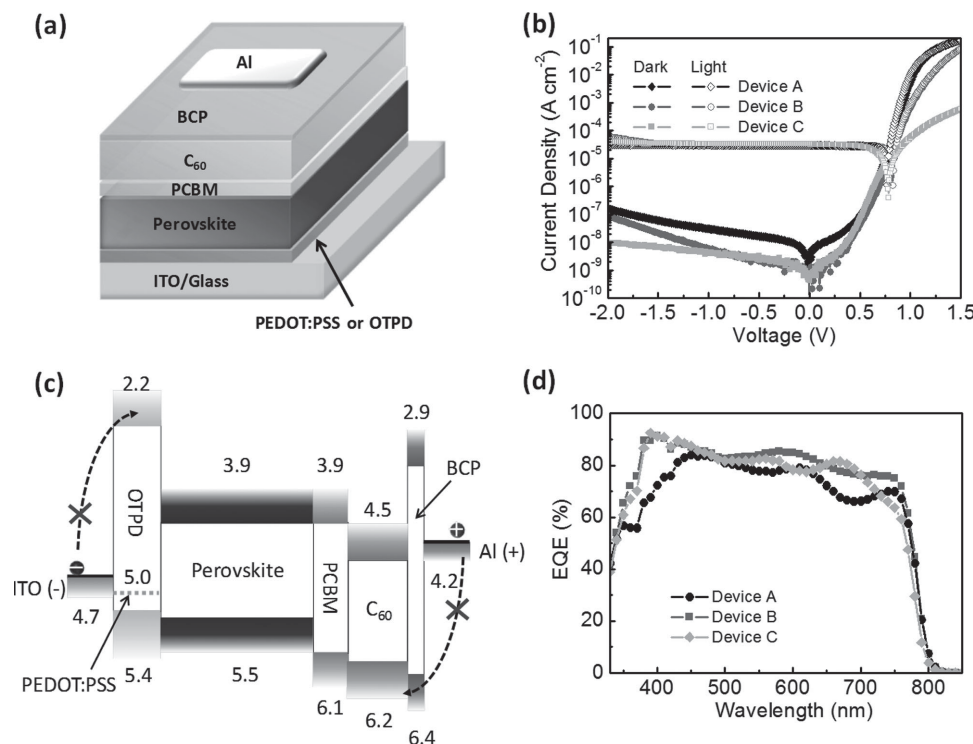 (a)
Al
BCP
C60
PCBM
Perovskite
ITO/Glass
PEDOT:PSS or OTPD
(b)
Current Density (A cm-2)
10-1
10-2
10-3
10-4
10-5
10-6
10-7
10-8
10-9
10-10
Dark Light
Device A
Device B
Device C
-2.0 -1.5 -1.0 -0.5 0.0 0.5 1.0 1.5
Voltage (V)
(c)
2.2
2.9
3.9 3.9
BCP
4.5
OTPD
Al (+)
ITO (-)
5.0
Perovskite
PCBM
C60
4.2
4.7
PEDOT:PSS
5.4
5.5
6.1
6.2
6.4
(d)
EQE (%)
100
80
60
40
20
0
Device A
Device B
Device C
400 500 600 700 800
Wavelength (nm)